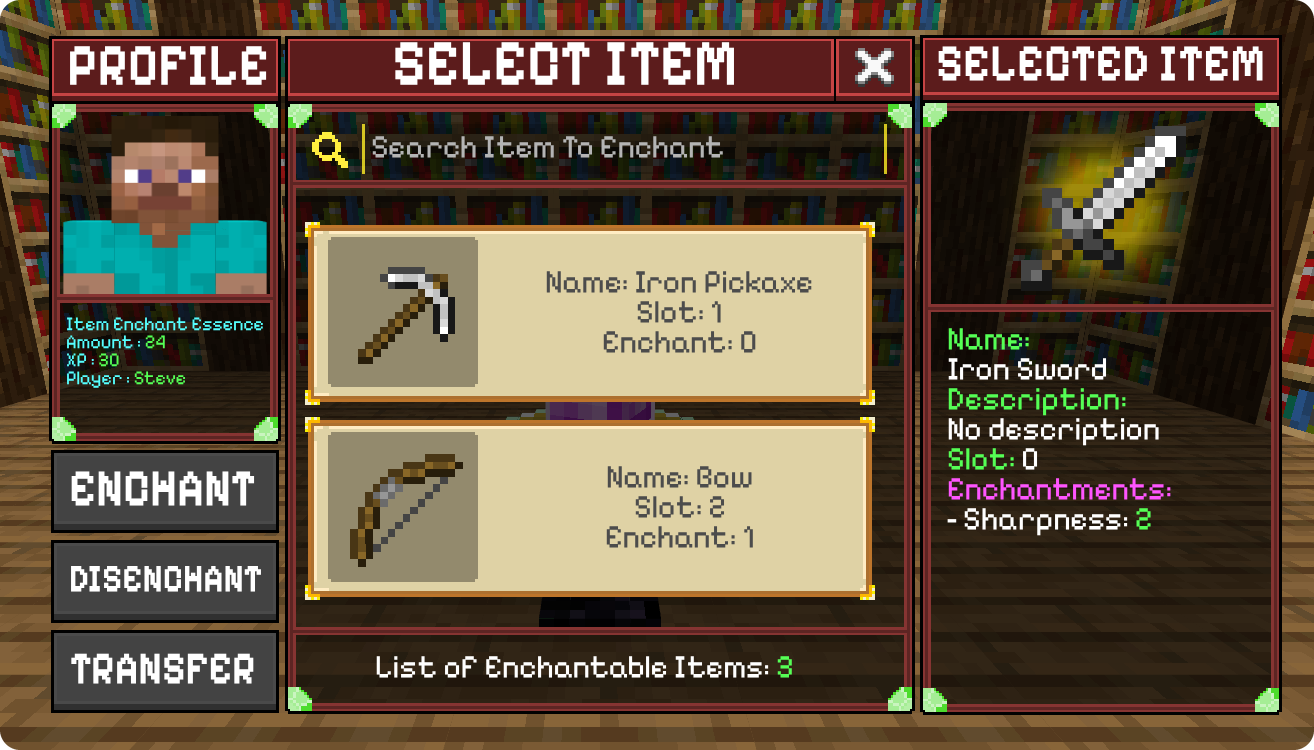 PROFILE
SELECT ITEM
SELECTED ITEM
Search Item To Enchant
Item Enchant Essence
Amount : 24
XP : 30
Player : Steve
ENCHANT
DISENCHANT
TRANSFER
Name: Iron Pickaxe
Slot: 1
Enchant: 0
Name: Bow
Slot: 2
Enchant: 1
List of Enchantable Items: 3
Name:
Iron Sword
Description:
No description
Slot: 0
Enchantments:
- Sharpness: 2